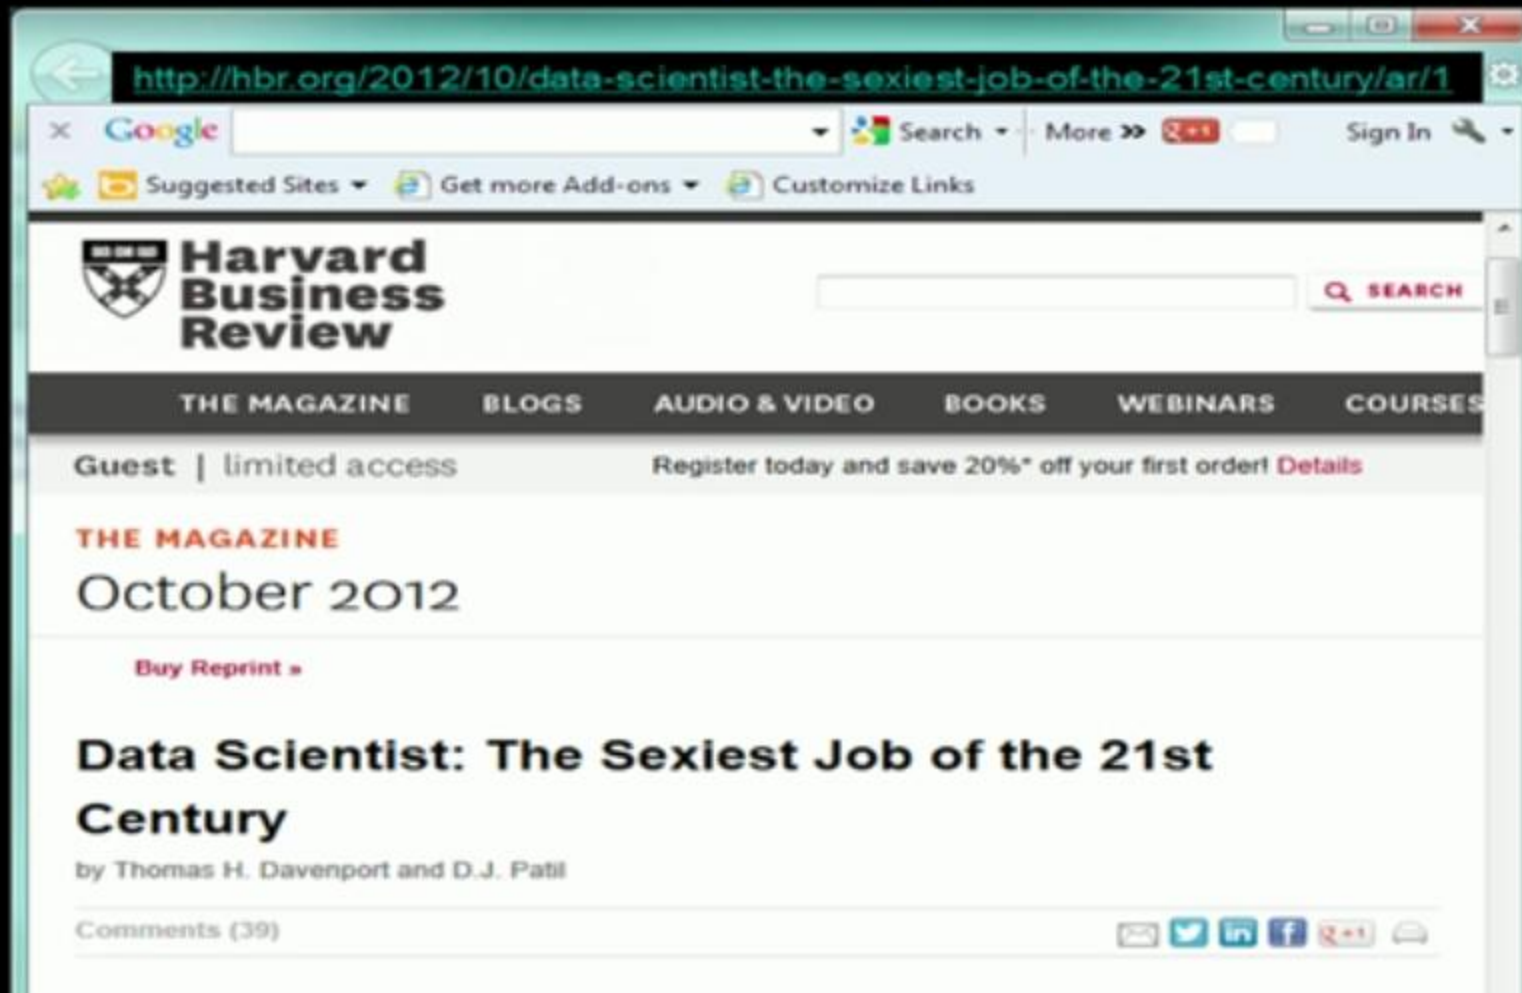 http://hbr.org/2012/10/data-scientist-the-sexiest-job-of-the-21st-century/ar/1
Google Search More >> g+1 Sign In
Suggested Sites Get more Add-ons Customize Links
Harvard
Business
Review
SEARCH
THE MAGAZINE BLOGS AUDIO & VIDEO BOOKS WEBINARS COURSES
Guest | limited access Register today and save 20%* off your first order! Details
THE MAGAZINE
October 2012
Buy Reprint »
Data Scientist: The Sexiest Job of the 21st
Century
by Thomas H. Davenport and D.J. Patil
Comments (39) in f g+1